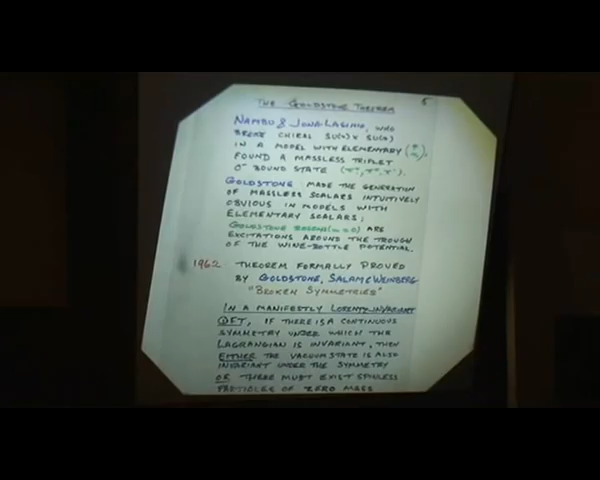 THE GOLDSTONE THEOREM 5
NAMBU & JONA-LASINIO, WHO
BROKE CHIRAL SU(2) X SU(2)
IN A MODEL WITH ELEMENTARY (p n),
FOUND A MASSLESS TRIPLET
0⁻ BOUND STATE (π⁺, π⁰, π⁻).
GOLDSTONE MADE THE GENERATION
OF MASSLESS SCALARS INTUITIVELY
OBVIOUS IN MODELS WITH
ELEMENTARY SCALARS;
GOLDSTONE BOSONS (m=0) ARE
EXCITATIONS AROUND THE TROUGH
OF THE WINE-BOTTLE POTENTIAL.
1962 THEOREM FORMALLY PROVED
BY GOLDSTONE, SALAM & WEINBERG
"BROKEN SYMMETRIES"
IN A MANIFESTLY LORENTZ-INVARIANT
QFT, IF THERE IS A CONTINUOUS
SYMMETRY UNDER WHICH THE
LAGRANGIAN IS INVARIANT, THEN
EITHER THE VACUUM STATE IS ALSO
INVARIANT UNDER THE SYMMETRY
OR THERE MUST EXIST SPINLESS
PARTICLES OF ZERO MASS